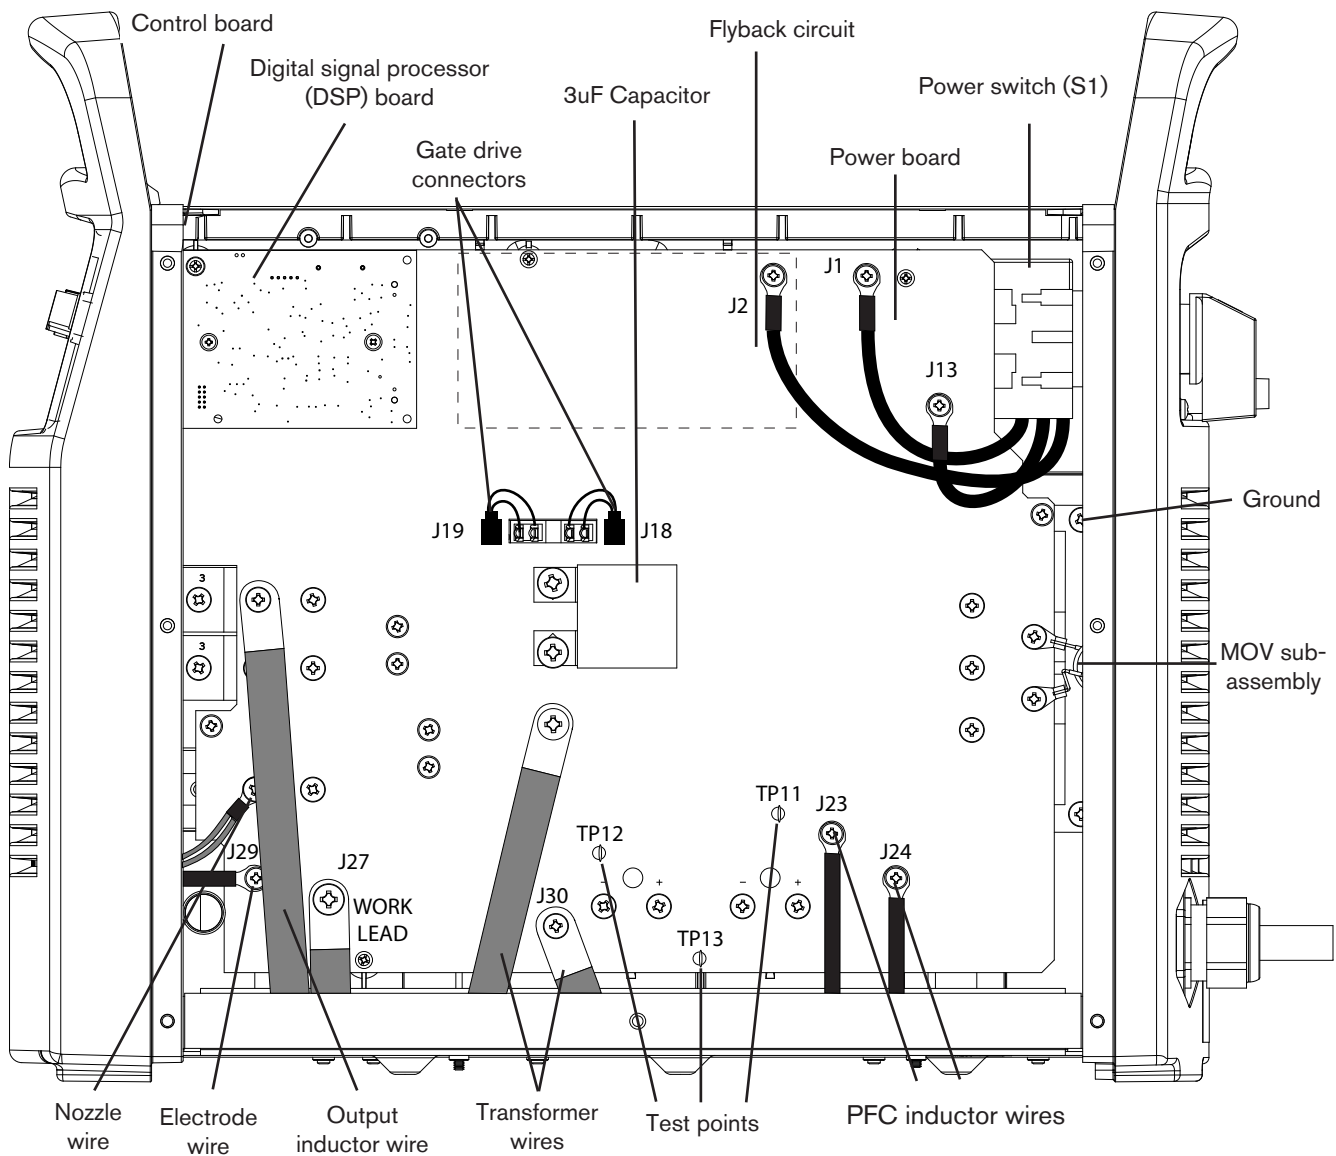 Control board
Flyback circuit
Digital signal processor
(DSP) board
3uF Capacitor
Power switch (S1)
Gate drive
connectors
Power board
J1
J2
J13
J19
J18
Ground
3
3
MOV sub-
assembly
TP11
J23
TP12
J29
J27
J24
- +
- +
WORK
LEAD
J30
TP13
Nozzle
wire
Electrode
wire
Output
inductor wire
Transformer
wires
Test points
PFC inductor wires